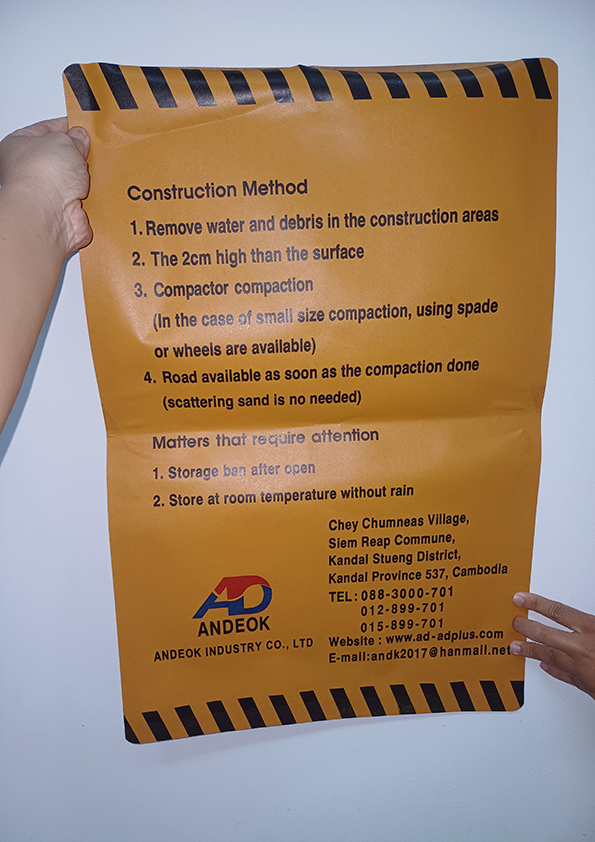 Construction Method
1. Remove water and debris in the construction areas
2. The 2cm high than the surface
3. Compactor compaction
(In the case of small size compaction, using spade
or wheels are available)
4. Road available as soon as the compaction done
(scattering sand is no needed)
Matters that require attention
1. Storage ban after open
2. Store at room temperature without rain
Chey Chumneas Village,
Siem Reap Commune,
Kandal Stueng District,
Kandal Province 537, Cambodia
TEL: 088-3000-701
012-899-701
015-899-701
Website : www.ad-adplus.com
E-mail:andk2017@hanmall.net
AD
ANDEOK
ANDEOK INDUSTRY CO., LTD